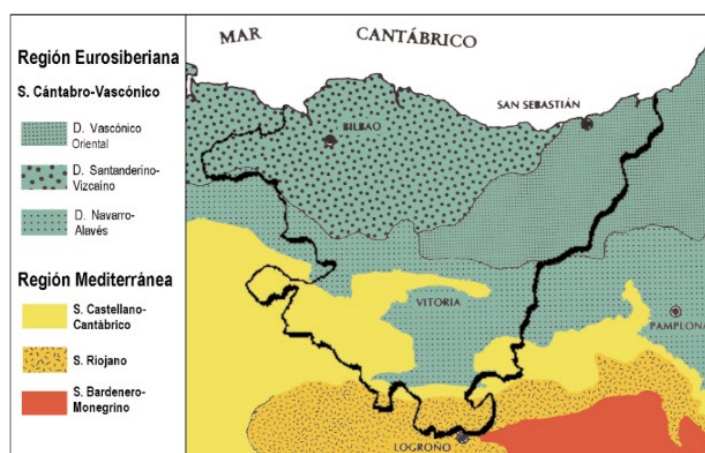 Región Eurosiberiana
S. Cántabro-Vascónico
D. Vascónico
Oriental
D. Santanderino-
Vizcaino
D. Navarro-
Alavés
Región Mediterránea
S. Castellano-
Cantábrico
S. Riojano
S. Bardenero-
Monegrino
MAR CANTÁBRICO
SAN SEBASTIÁN
BILBAO
VITORIA
PAMPLONA
LOGROÑO